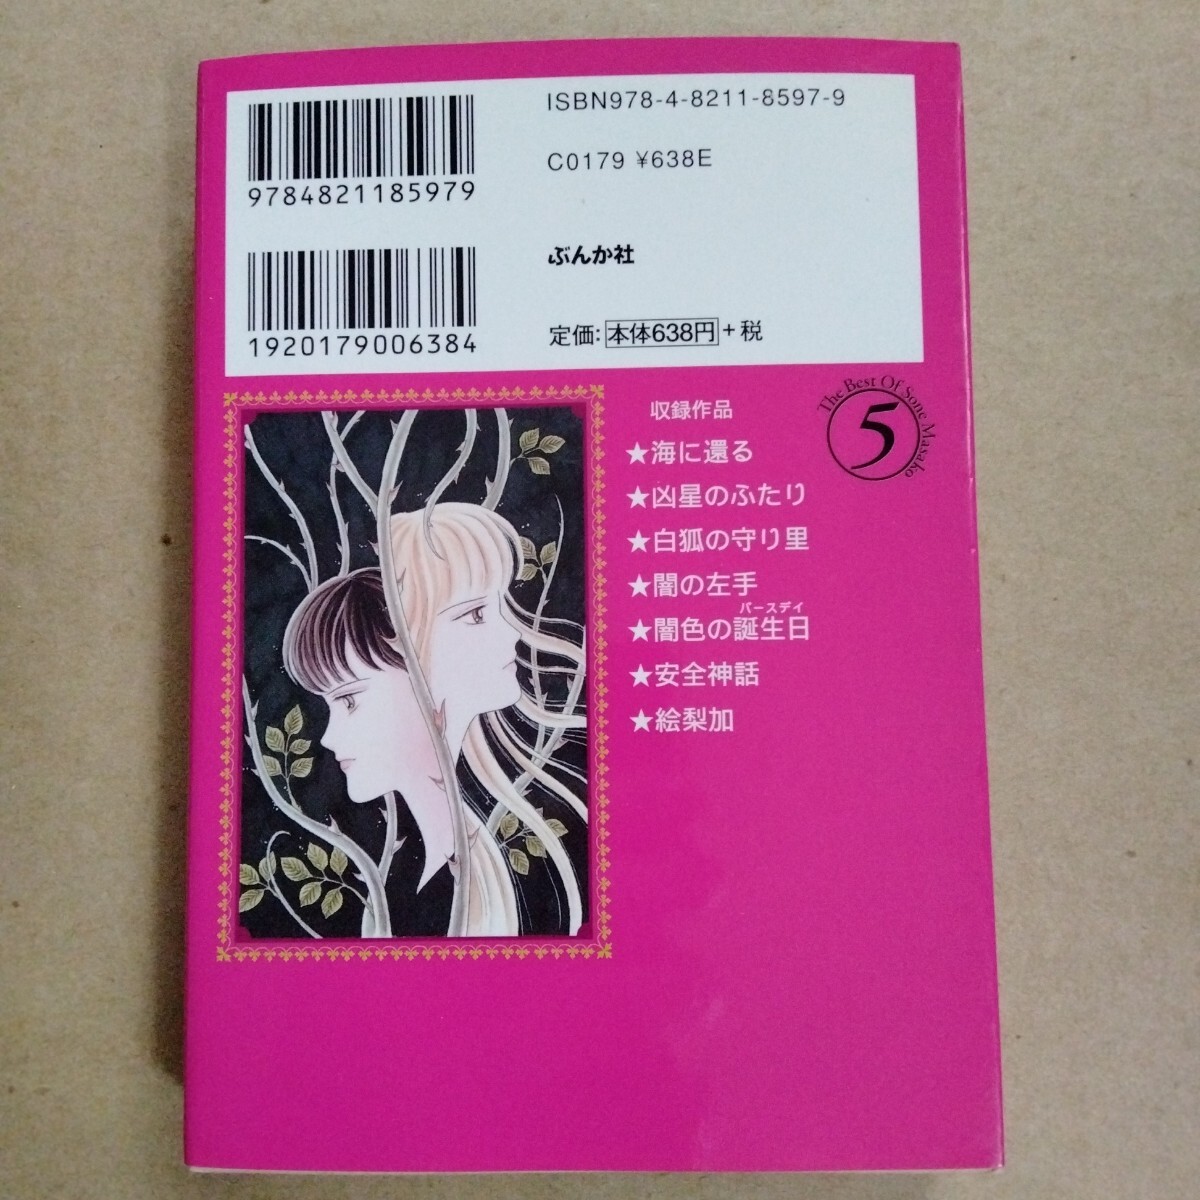 ISBN978-4-8211-8597-9
9784821185979
C0179 ¥638E
ぶんか社
1920179006384
定価:本体638円+税
The Best Of Sone Masako
5
収録作品
★海に還る
★凶星のふたり
★白狐の守り里
★闇の左手
バースデイ
★闇色の誕生日
★安全神話
★絵梨加